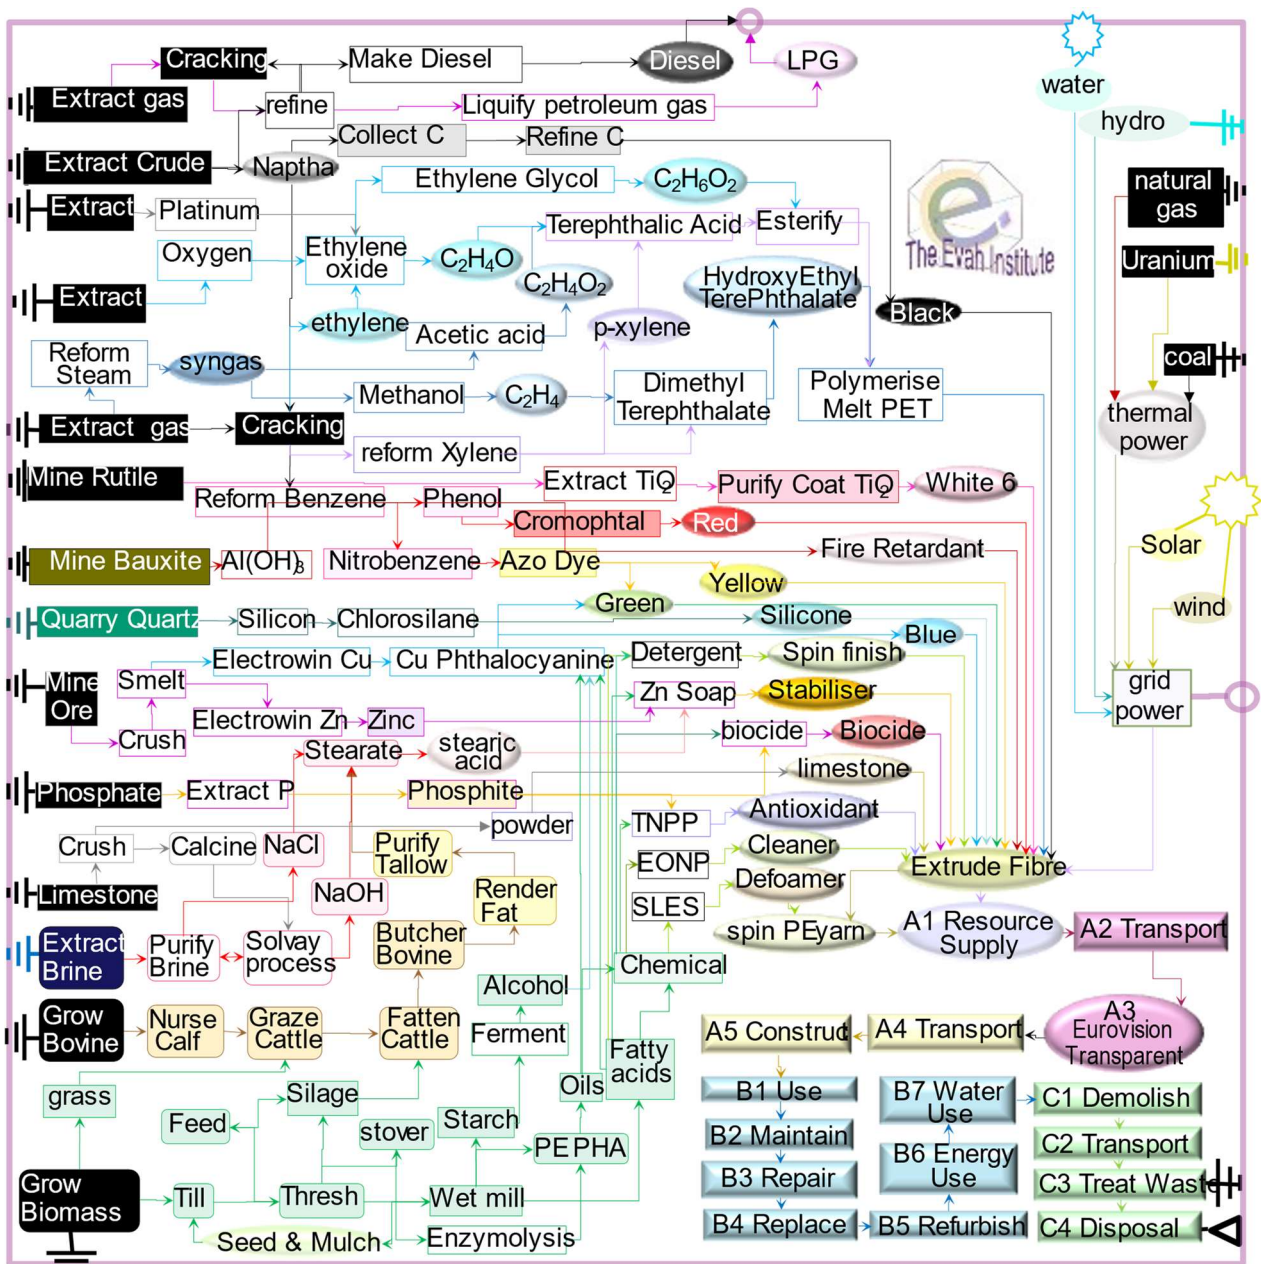 Cracking
Make Diesel
Diesel
LPG
Extract gas
refine
Liquify petroleum gas
water
Collect C
Refine C
hydro
Extract Crude
Naptha
Ethylene Glycol
C2H6O2
natural
gas
Extract
Platinum
Terephthalic Acid
Esterify
The Evah Institute
Oxygen
Ethylene
oxide
C2H4O
C2H4O2
HydroxyEthyl
TerePhthalate
Uranium
Extract
ethylene
Acetic acid
p-xylene
Black
Reform
Steam
syngas
coal
Methanol
C2H4
Dimethyl
Terephthalate
Polymerise
Melt PET
thermal
power
Extract gas
Cracking
reform Xylene
Mine Rutile
Extract TiO2
Purify Coat TiO2
White 6
Reform Benzene
Phenol
Cromophtal
Red
Solar
Mine Bauxite
Al(OH)3
Nitrobenzene
Azo Dye
Fire Retardant
Yellow
Green
wind
Quarry Quartz
Silicon
Chlorosilane
Silicone
Blue
Electrowin Cu
Cu Phthalocyanine
Detergent
Spin finish
Mine
Ore
Smelt
Zn Soap
Stabiliser
grid
power
Electrowin Zn
Zinc
Crush
Stearate
stearic
acid
biocide
Biocide
limestone
Phosphate
Extract P
Phosphite
powder
TNPP
Antioxidant
Crush
Calcine
NaCl
Purify
Tallow
EONP
Cleaner
Extrude Fibre
Limestone
NaOH
Render
Fat
SLES
Defoamer
Extract
Brine
Purify
Brine
Solvay
process
Butcher
Bovine
spin PEyarn
A1 Resource
Supply
A2 Transport
Chemical
Alcohol
Grow
Bovine
Nurse
Calf
Graze
Cattle
Fatten
Cattle
Ferment
A5 Construct
A4 Transport
A3
Eurovision
Transparent
Fatty
acids
Oils
grass
Silage
B1 Use
B7 Water
Use
C1 Demolish
Feed
stover
Starch
B2 Maintain
C2 Transport
PEPHA
B6 Energy
Use
B3 Repair
C3 Treat Waste
Grow
Biomass
Till
Thresh
Wet mill
B4 Replace
B5 Refurbish
C4 Disposal
Seed & Mulch
Enzymolysis